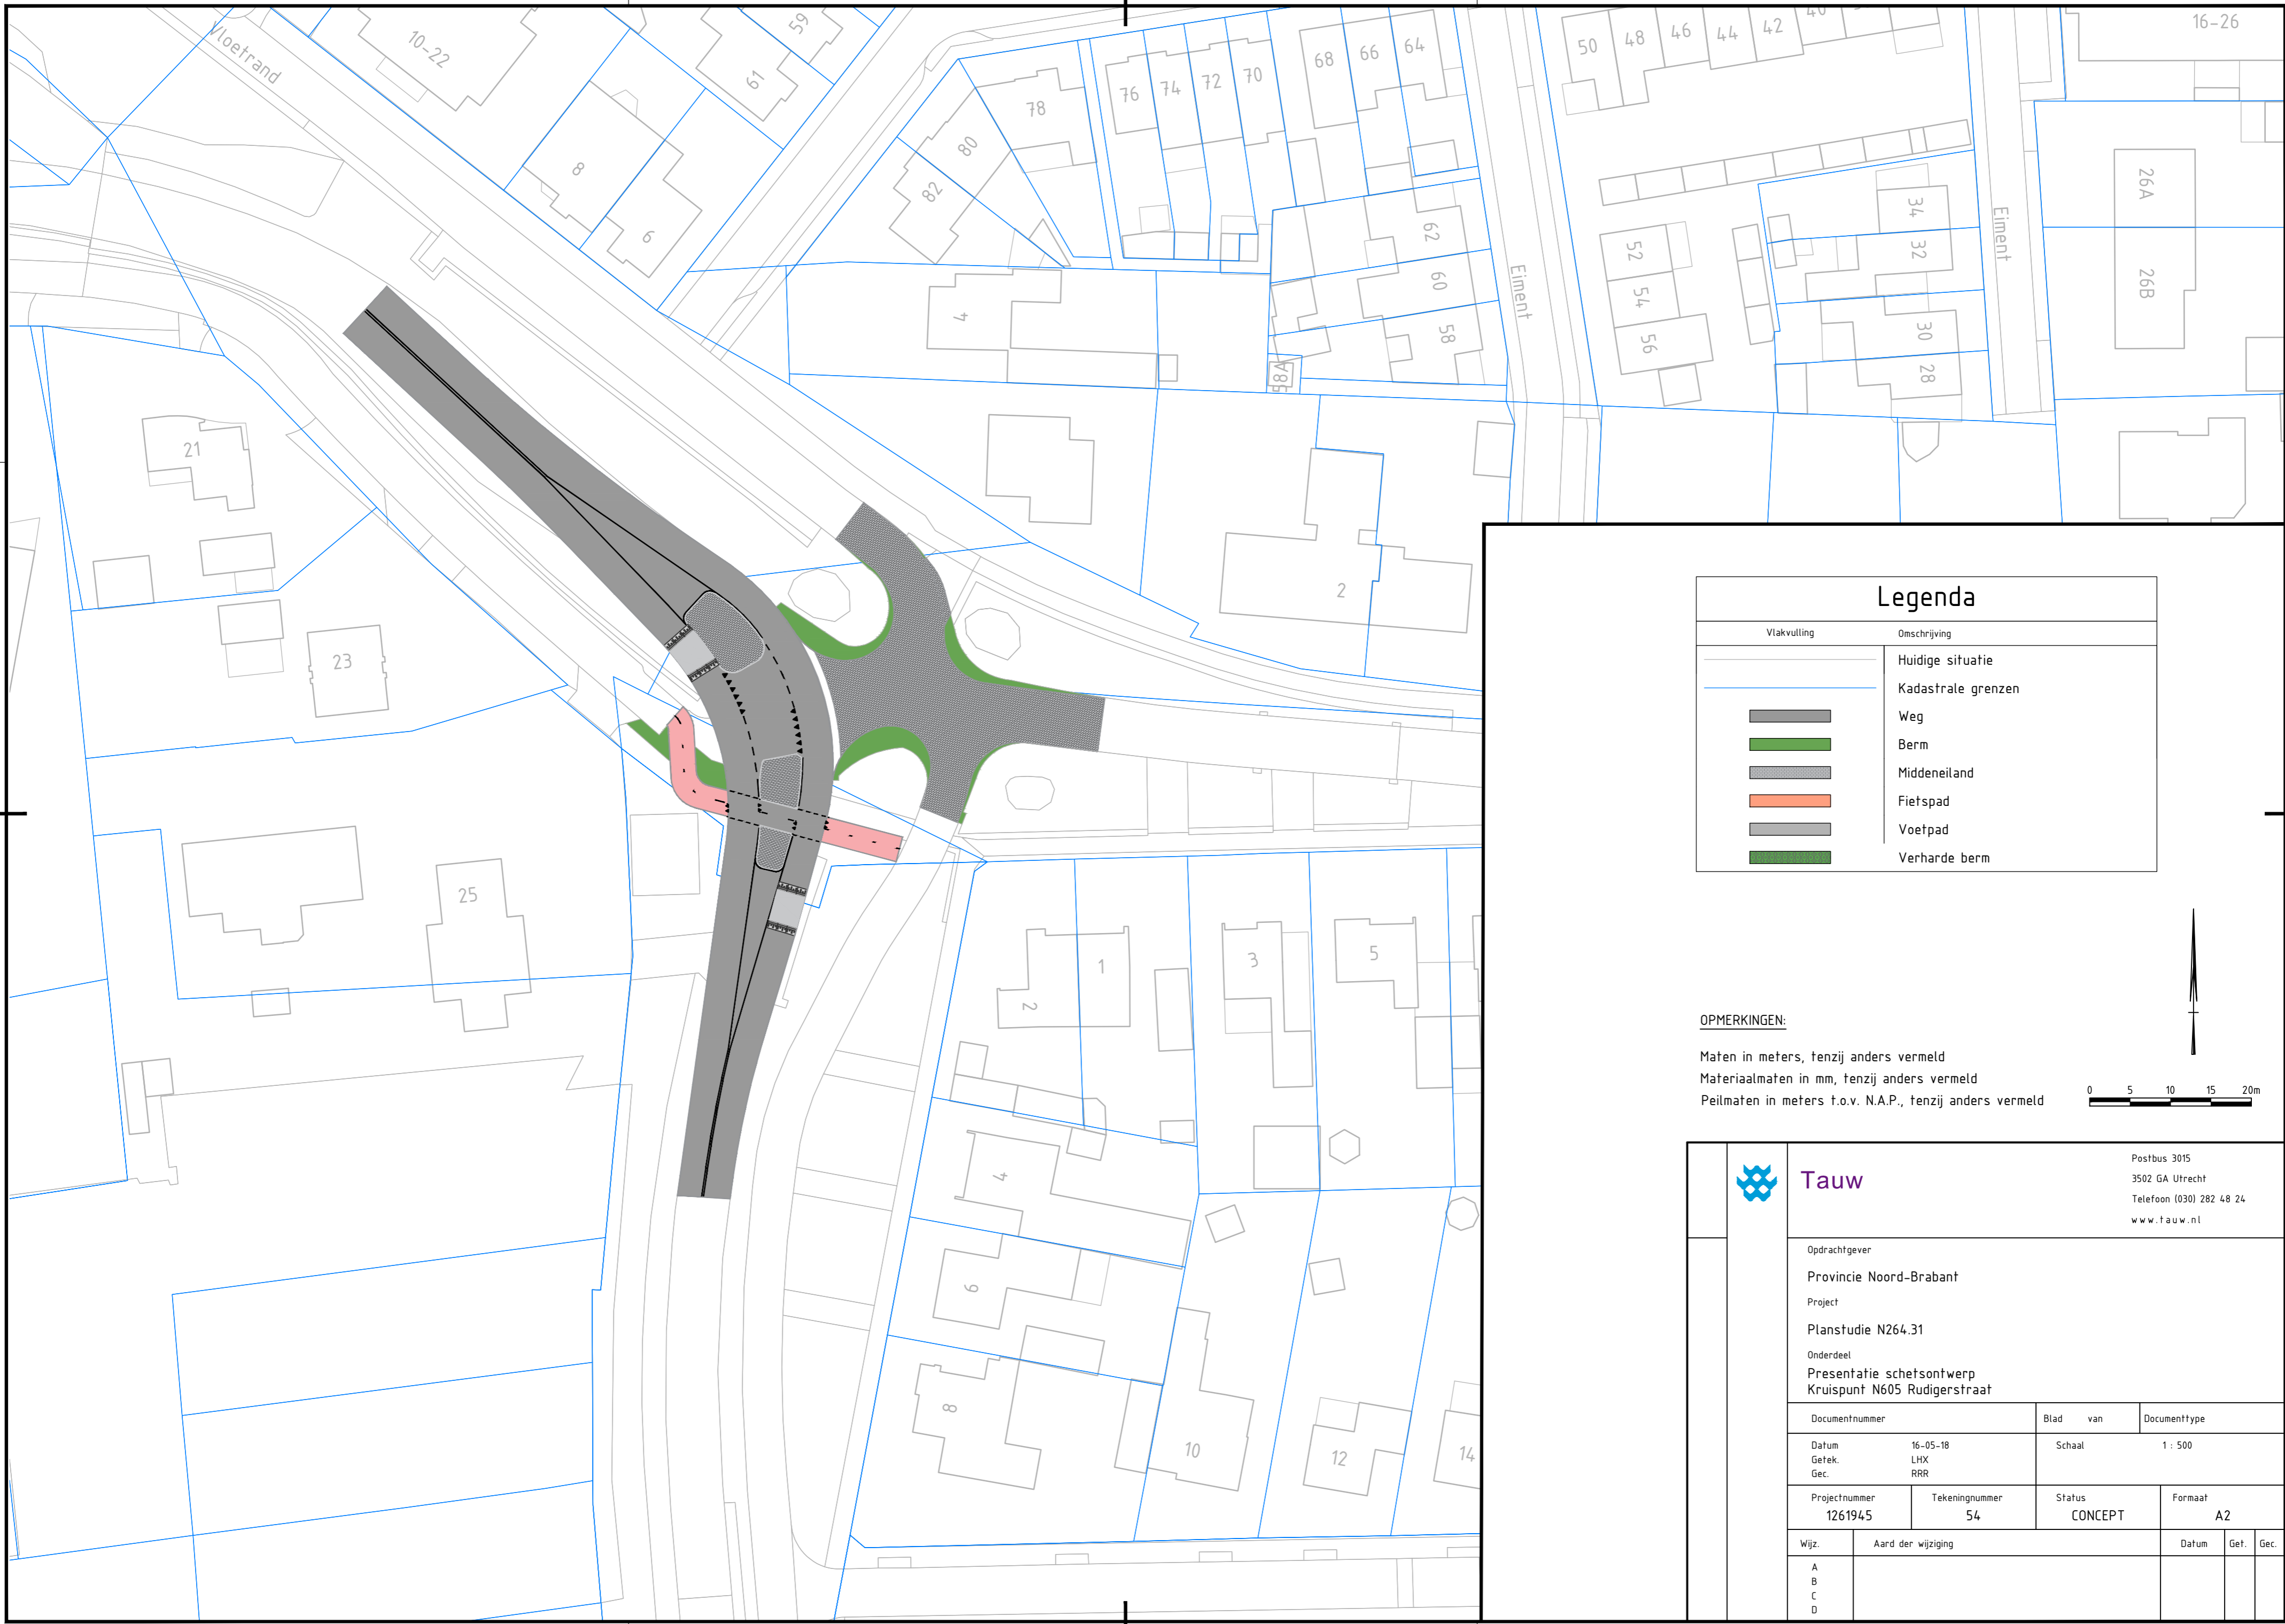 Vloetrand
10-22
59
61
8
6
80
82
78
76
74
72
70
68
66
64
62
60
58
58A
4
2
50
48
46
44
42
40
52
54
56
Eiment
Eiment
34
32
30
28
16-26
26A
26B
21
23
25
1
2
3
5
4
6
8
10
12
14
Legenda
Vlakvulling Omschrijving
Huidige situatie
Kadastrale grenzen
Weg
Berm
Middeneiland
Fietspad
Voetpad
Verharde berm
OPMERKINGEN:
Maten in meters, tenzij anders vermeld
Materiaalmaten in mm, tenzij anders vermeld
Peilmaten in meters t.o.v. N.A.P., tenzij anders vermeld
0 5 10 15 20m
Tauw
Postbus 3015
3502 GA Utrecht
Telefoon (030) 282 48 24
www.tauw.nl
Opdrachtgever
Provincie Noord-Brabant
Project
Planstudie N264.31
Onderdeel
Presentatie schetsontwerp
Kruispunt N605 Rudigerstraat
Documentnummer Blad van Documenttype
Datum 16-05-18 Schaal 1 : 500
Getek. LHX
Gec. RRR
Projectnummer Tekeningnummer Status Formaat
1261945 54 CONCEPT A2
Wijz. Aard der wijziging Datum Get. Gec.
A
B
C
D